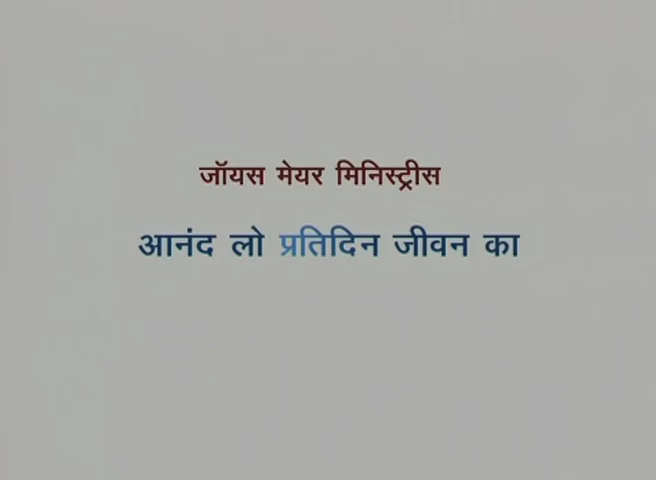 जॉयस मेयर मिनिस्ट्रीस
आनंद लो प्रतिदिन जीवन का